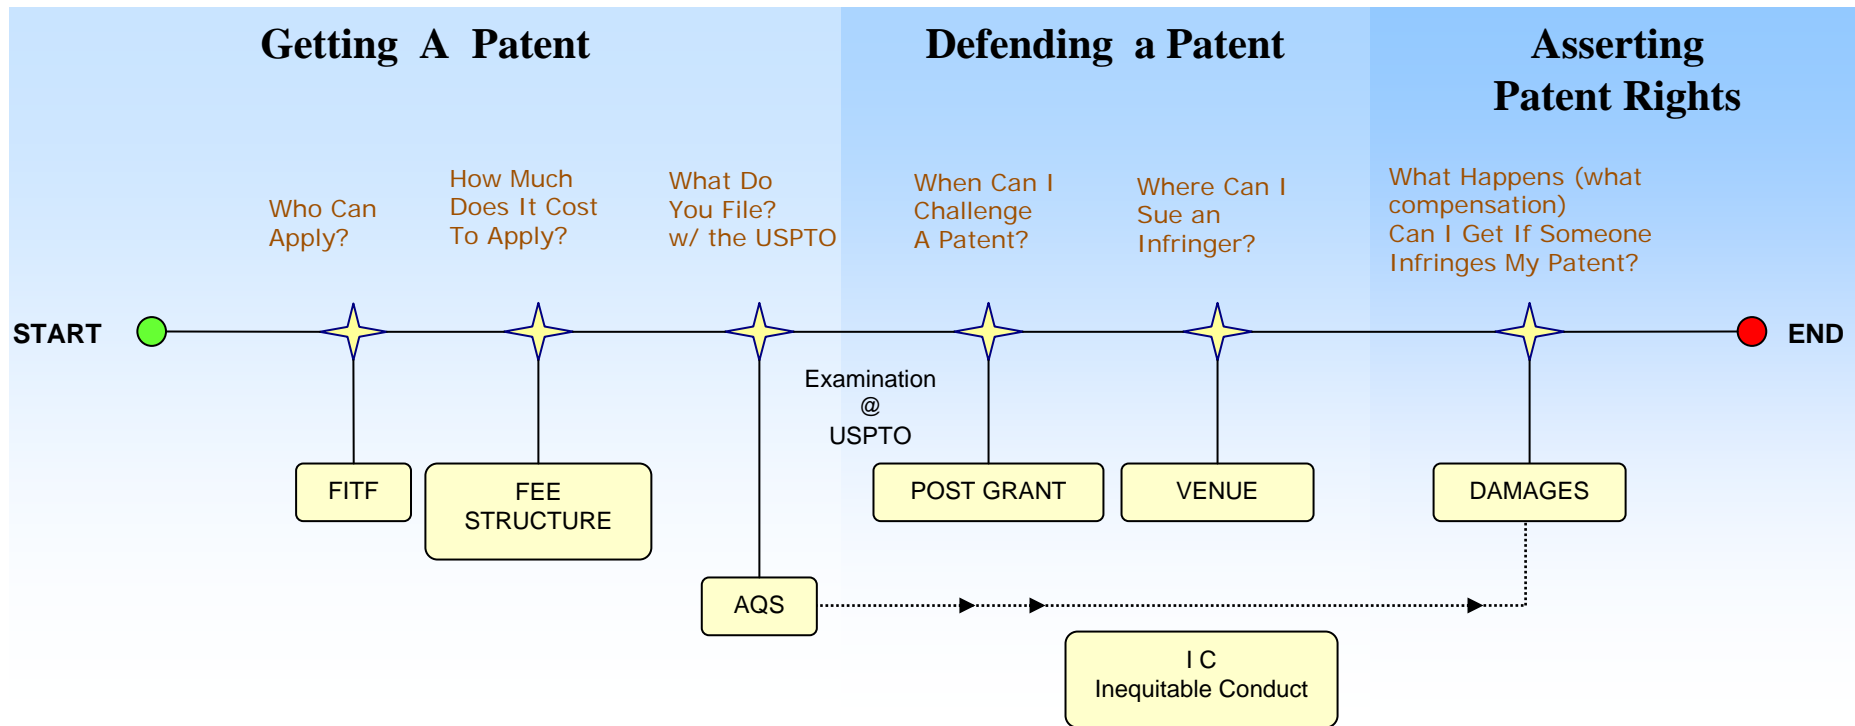 Getting A Patent
Defending a Patent
Asserting
Patent Rights
Who Can
Apply?
How Much
Does It Cost
To Apply?
What Do
You File?
w/ the USPTO
When Can I
Challenge
A Patent?
Where Can I
Sue an
Infringer?
What Happens (what
compensation)
Can I Get If Someone
Infringes My Patent?
START
END
Examination
@
USPTO
FITF
FEE
STRUCTURE
POST GRANT
VENUE
DAMAGES
AQS
I C
Inequitable Conduct